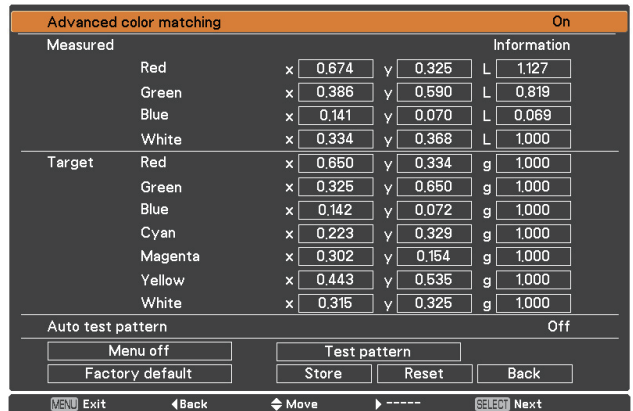 Advanced color matching On
Measured Information
Red x 0.674 y 0.325 L 1.127
Green x 0.386 y 0.590 L 0.819
Blue x 0.141 y 0.070 L 0.069
White x 0.334 y 0.368 L 1.000
Target Red x 0.650 y 0.334 g 1.000
Green x 0.325 y 0.650 g 1.000
Blue x 0.142 y 0.072 g 1.000
Cyan x 0.223 y 0.329 g 1.000
Magenta x 0.302 y 0.154 g 1.000
Yellow x 0.443 y 0.535 g 1.000
White x 0.315 y 0.325 g 1.000
Auto test pattern Off
Menu off Test pattern
Factory default Store Reset Back
MENU Exit Back Move ----- SELECT Next